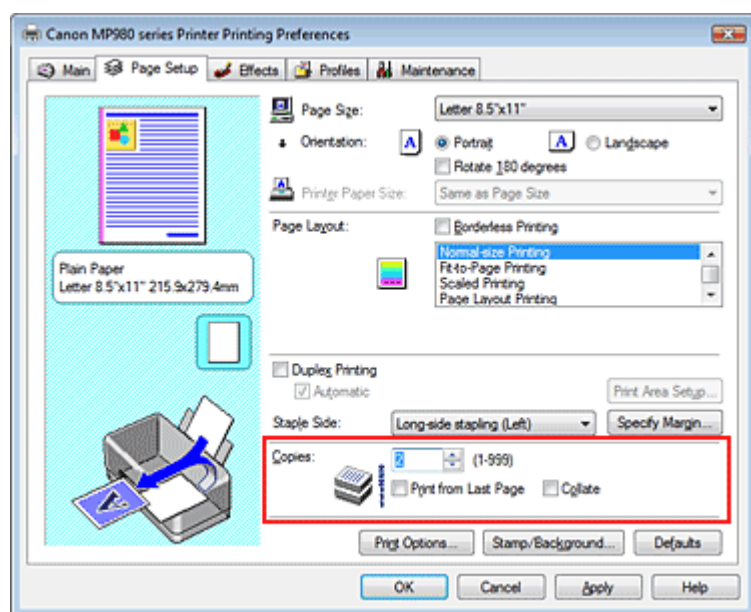 Canon MP980 series Printer Printing Preferences
Main Page Setup Effects Profiles Maintenance
Page Size: Letter 8.5"x11"
Orientation: A Portrait A Landscape
Rotate 180 degrees
Printer Paper Size: Same as Page Size
Page Layout: Borderless Printing
Normal-size Printing
Fit-to-Page Printing
Scaled Printing
Page Layout Printing
Plain Paper
Letter 8.5"x11" 215.9x279.4mm
Duplex Printing
Automatic Print Area Setup...
Staple Side: Long-side stapling (Left) Specify Margin...
Copies: 2 (1-999)
Print from Last Page Collate
Print Options... Stamp/Background... Defaults
OK Cancel Apply Help